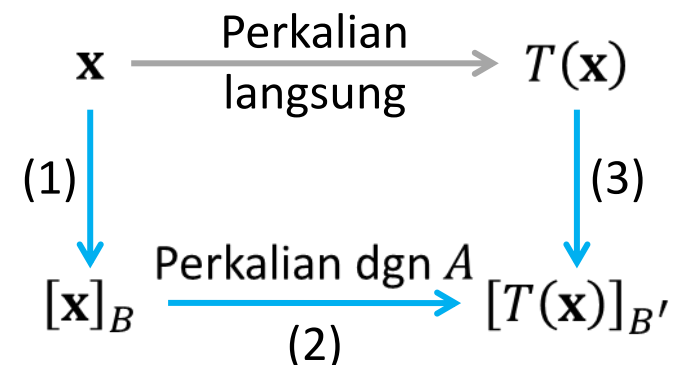 Perkalian
x T(x)
langsung
(1) (3)
Perkalian dgn A
[x]_B [T(x)]_B'
(2)